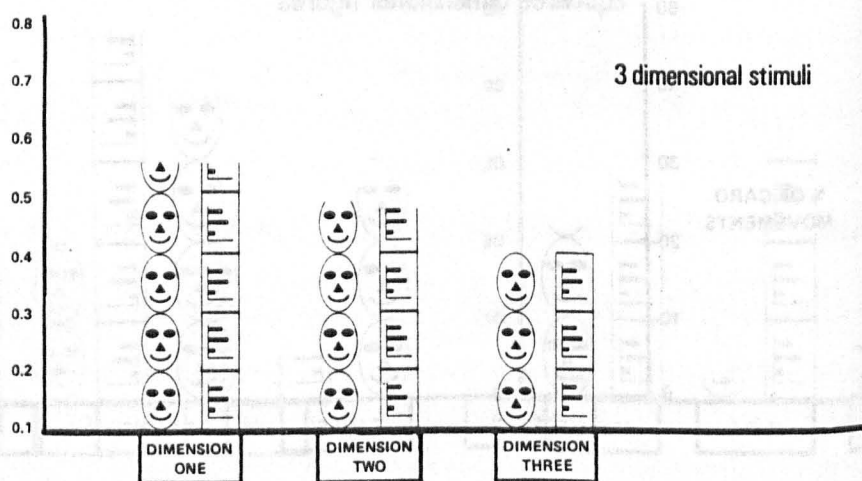 0.8
0.7
3 dimensional stimuli
0.6
0.5
0.4
0.3
0.2
0.1
DIMENSION ONE
DIMENSION TWO
DIMENSION THREE